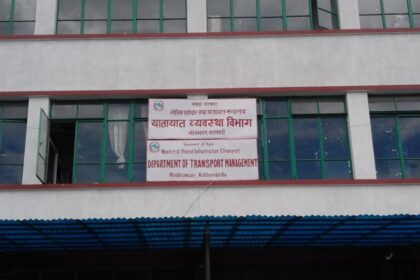 नेपाल सरकार
भौतिक पूर्वाधार तथा यातायात मन्त्रालय
यातायात व्यवस्था विभाग
मीनभवन काठमाडौं
Government of Nepal
Ministry of Physical Infrastructure & Transport
DEPARTMENT OF TRANSPORT MANAGEMENT
Minbhawan, Kathmandu